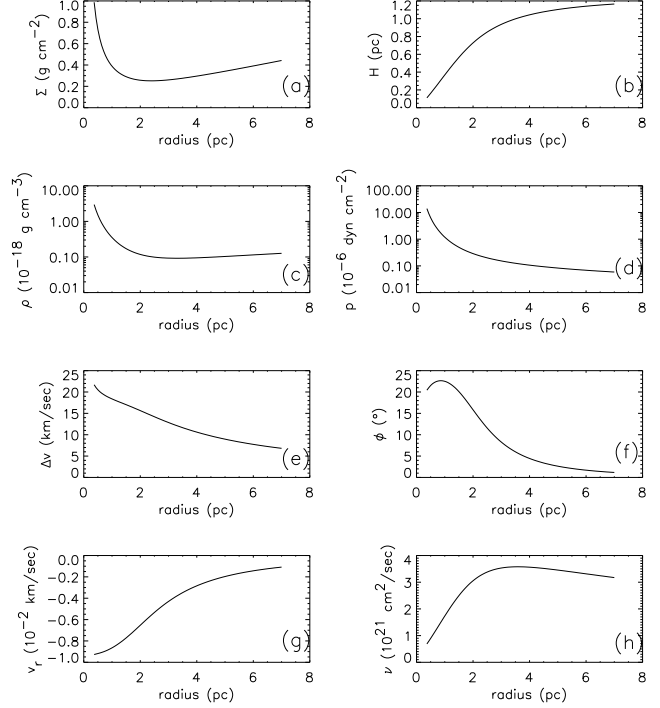 Σ (g cm⁻²)
1.0
0.8
0.6
0.4
0.2
0.0
0 2 4 6 8
radius (pc)
(a)
H (pc)
1.2
1.0
0.8
0.6
0.4
0.2
0.0
0 2 4 6 8
radius (pc)
(b)
ρ (10⁻¹⁸ g cm⁻³)
10.00
1.00
0.10
0.01
0 2 4 6 8
radius (pc)
(c)
p (10⁻⁶ dyn cm⁻²)
100.00
10.00
1.00
0.10
0.01
0 2 4 6 8
radius (pc)
(d)
Δv (km/sec)
25
20
15
10
5
0
0 2 4 6 8
radius (pc)
(e)
ϕ (°)
25
20
15
10
5
0
0 2 4 6 8
radius (pc)
(f)
v_r (10⁻² km/sec)
0.0
−0.2
−0.4
−0.6
−0.8
−1.0
0 2 4 6 8
radius (pc)
(g)
ν (10²¹ cm²/sec)
4
3
2
1
0
0 2 4 6 8
radius (pc)
(h)